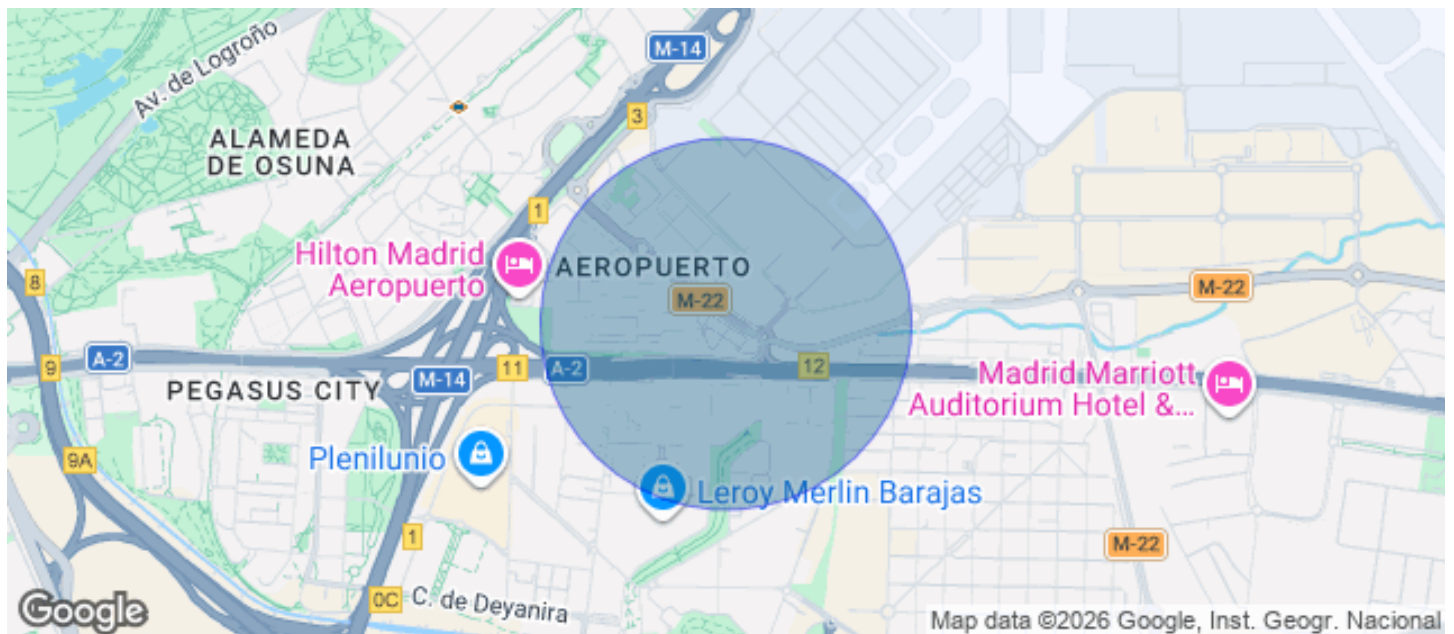 M-14
Av. de Logroño
3
ALAMEDA
DE OSUNA
1
Hilton Madrid
Aeropuerto
AEROPUERTO
M-22
M-22
8
A-2
9
11
A-2
12
M-14
PEGASUS CITY
Madrid Marriott
Auditorium Hotel &...
Plenilunio
9A
Leroy Merlin Barajas
1
M-22
0C
C. de Deyanira
Google
Map data ©2026 Google, Inst. Geogr. Nacional